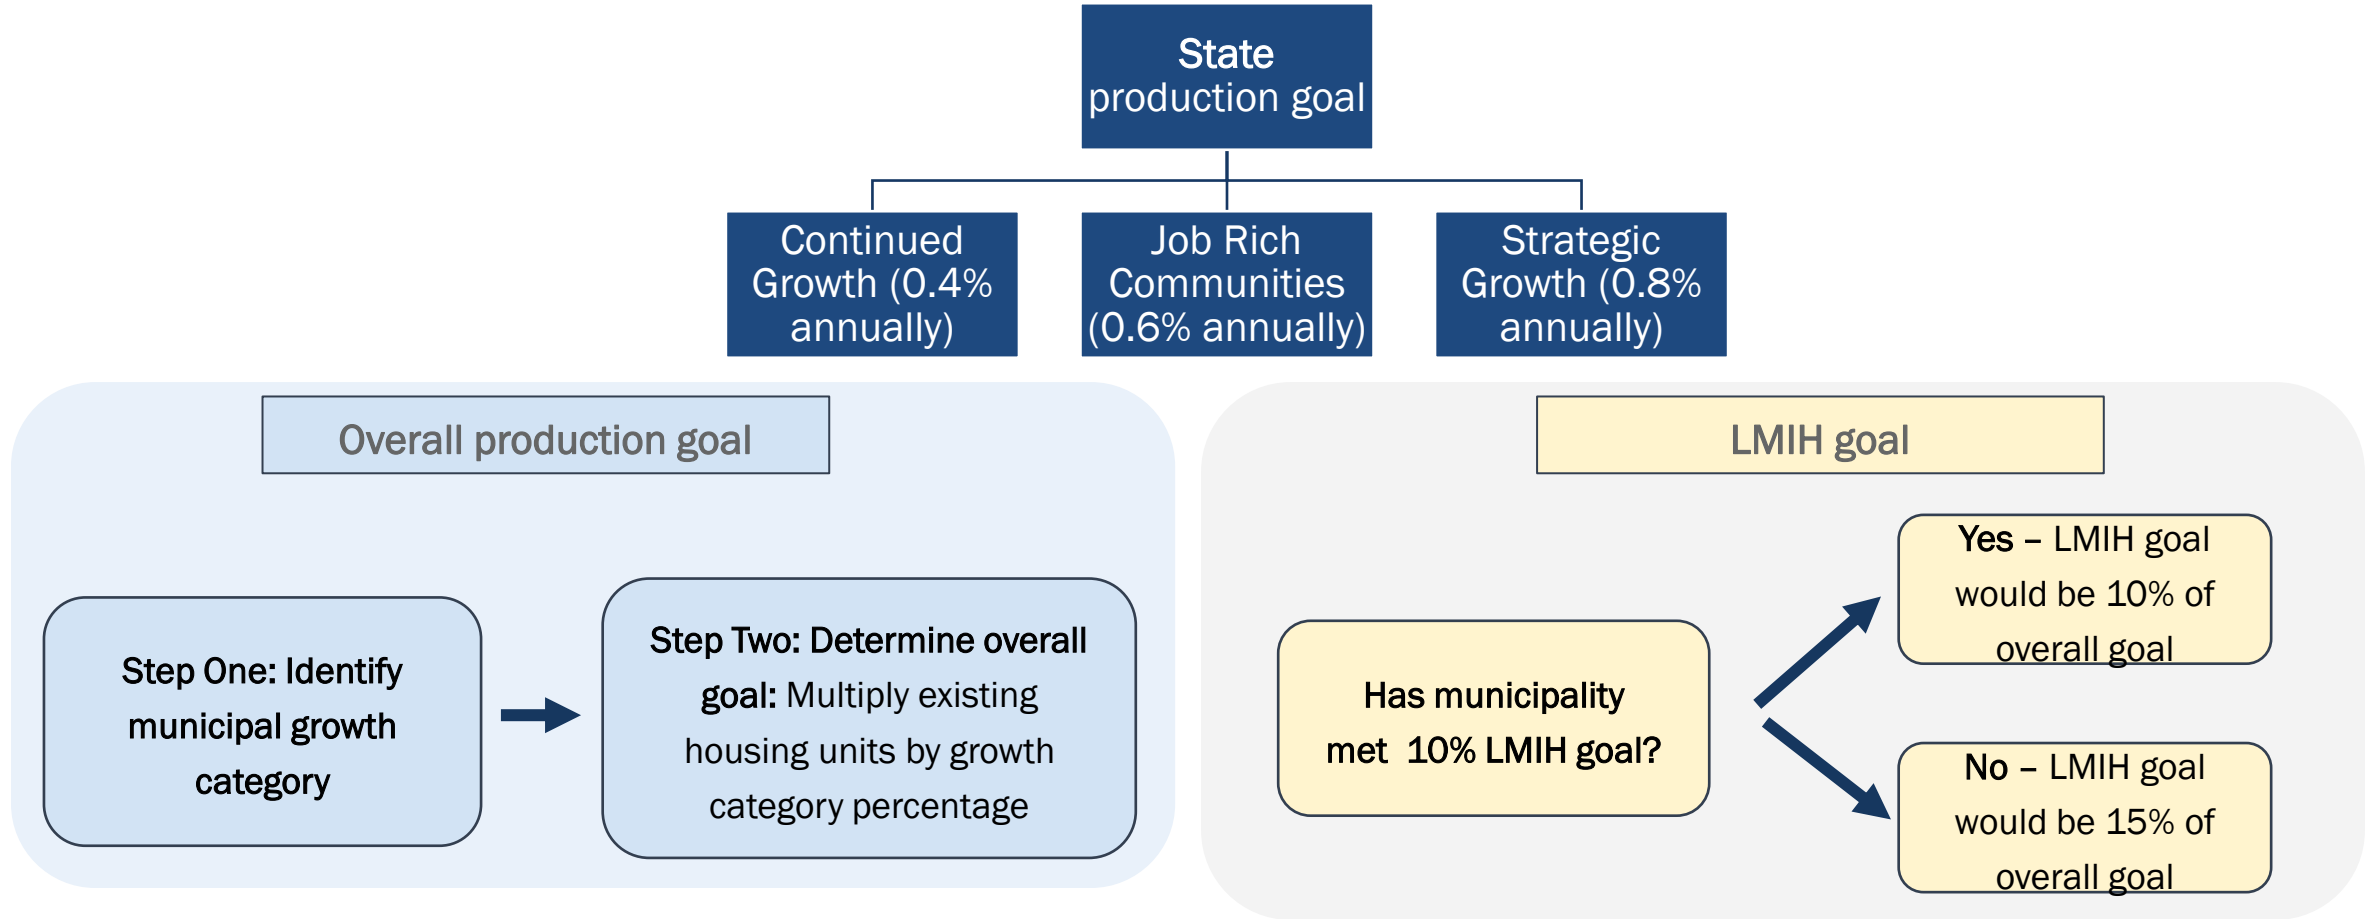 State
production goal
Continued
Growth (0.4%
annually)
Job Rich
Communities
(0.6% annually)
Strategic
Growth (0.8%
annually)
Overall production goal
Step One: Identify
municipal growth
category
Step Two: Determine overall
goal: Multiply existing
housing units by growth
category percentage
LMIH goal
Has municipality
met 10% LMIH goal?
Yes – LMIH goal
would be 10% of
overall goal
No – LMIH goal
would be 15% of
overall goal